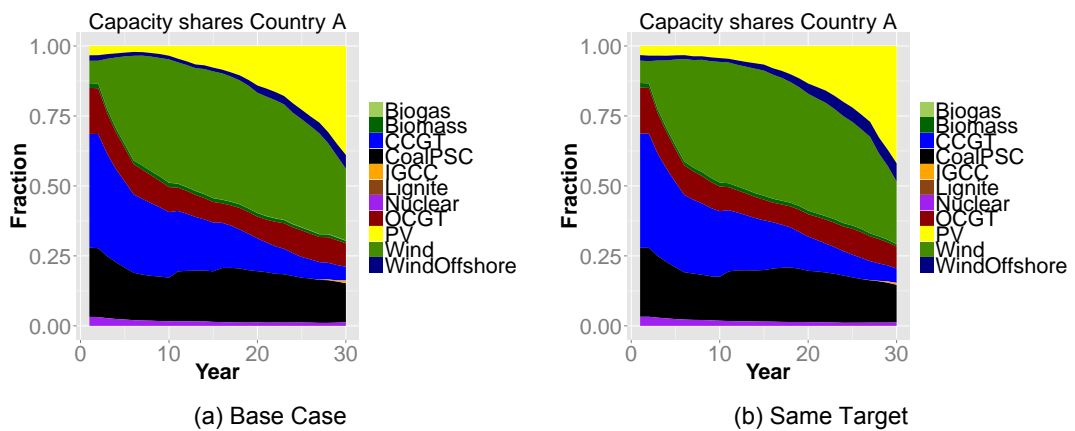 Capacity shares Country A
1.00
0.75
0.50
0.25
0.00
Fraction
0
10
20
30
Year
Biogas
Biomass
CCGT
CoalPSC
IGCC
Lignite
Nuclear
OCGT
PV
Wind
WindOffshore
(a) Base Case
Capacity shares Country A
1.00
0.75
0.50
0.25
0.00
Fraction
0
10
20
30
Year
Biogas
Biomass
CCGT
CoalPSC
IGCC
Lignite
Nuclear
OCGT
PV
Wind
WindOffshore
(b) Same Target